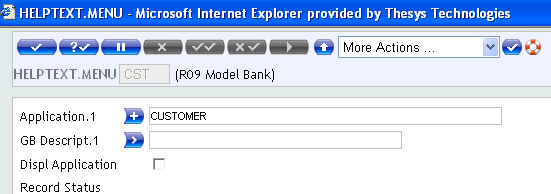 HELPTEXT.MENU - Microsoft Internet Explorer provided by Thesys Technologies
More Actions ...
HELPTEXT.MENU CST (R09 Model Bank)
Application.1 CUSTOMER
GB Descript.1
Displ Application
Record Status